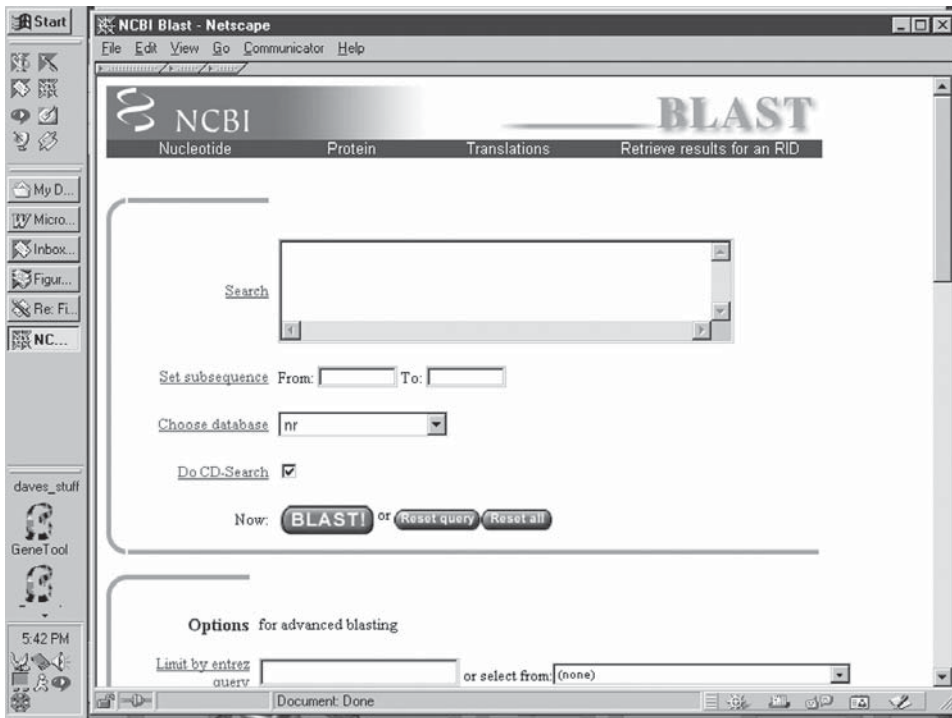 Start
My D...
Micro...
Inbox...
Figur...
Re: Fi...
NC...
daves_stuff
GeneTool
5:42 PM
NCBI Blast - Netscape
File Edit View Go Communicator Help
NCBI BLAST
Nucleotide Protein Translations Retrieve results for an RID
Search
Set subsequence From: To:
Choose database nr
Do CD-Search
Now: BLAST! or Reset query Reset all
Options for advanced blasting
Limit by entrez
query
or select from: (none)
Document: Done